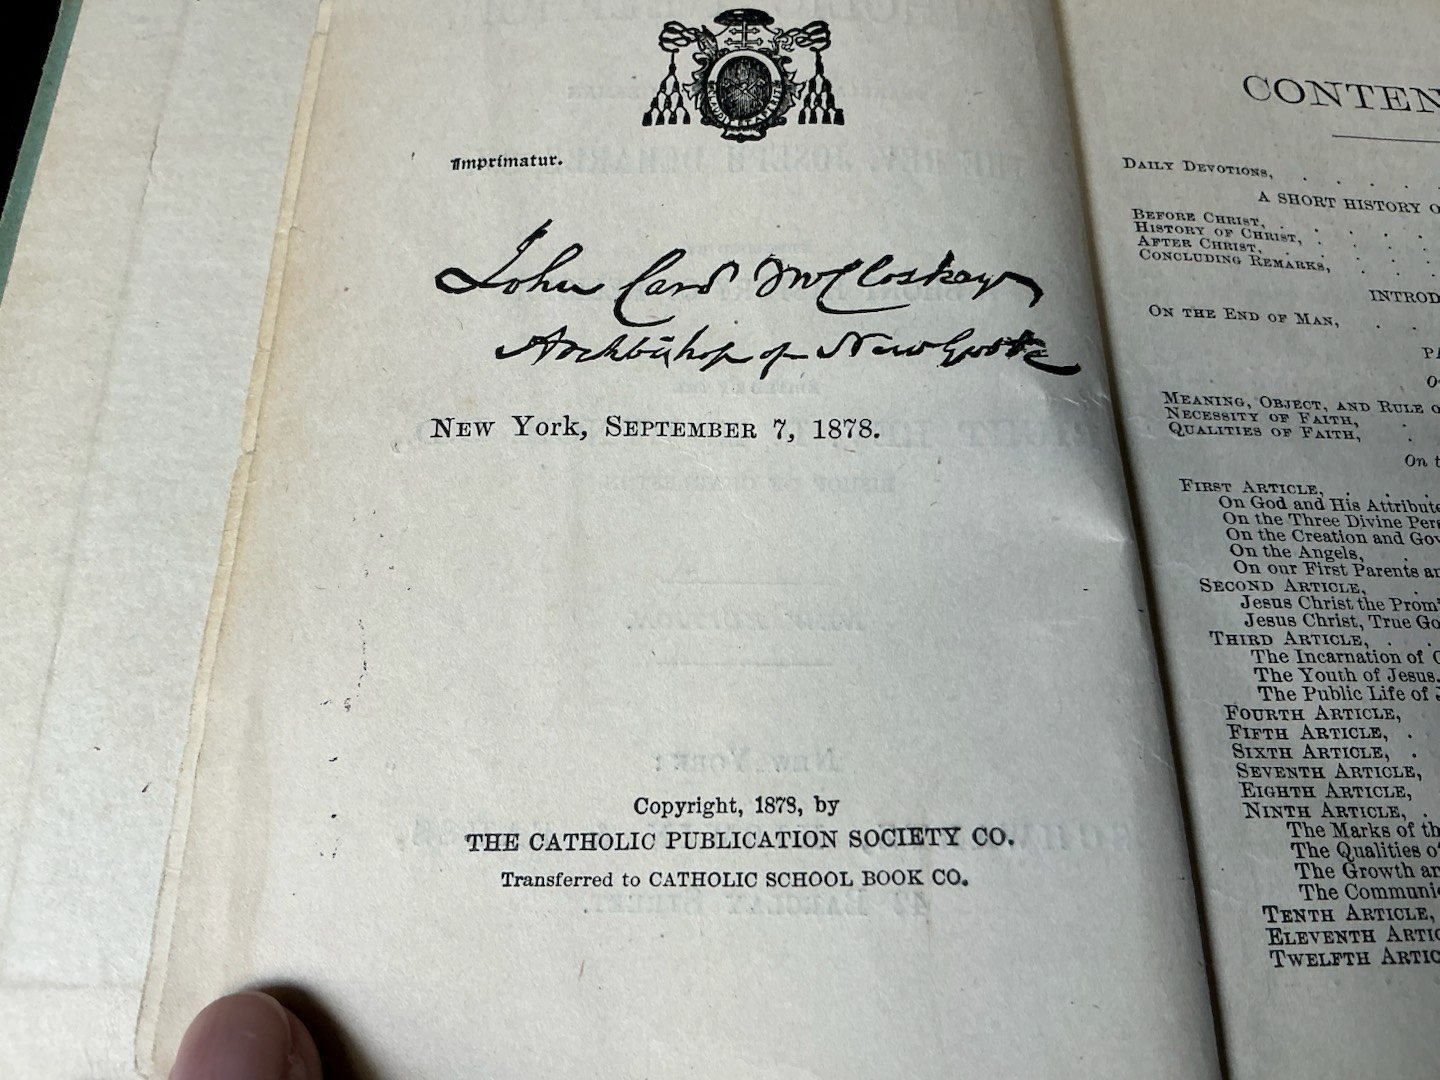 Imprimatur.
John Card McCloskey
Archbishop of New York
NEW York, SEPTEMBER 7, 1878.
Copyright, 1878, by
THE CATHOLIC PUBLICATION SOCIETY CO.
Transferred to CATHOLIC SCHOOL BOOK CO.
CONTEN
DAILY DEVOTIONS,
A SHORT HISTORY O
BEFORE CHRIST,
HISTORY OF CHRIST,
AFTER CHRIST,
CONCLUDING REMARKS,
INTROD
ON THE END OF MAN,
PA
O
MEANING, OBJECT, AND RULE O
NECESSITY OF FAITH,
QUALITIES OF FAITH,
On t
FIRST ARTICLE,
On God and His Attribute
On the Three Divine Pers
On the Creation and Gov
On the Angels,
On our First Parents an
SECOND ARTICLE,
Jesus Christ the Prom
Jesus Christ, True Go
THIRD ARTICLE,
The Incarnation of C
The Youth of Jesus.
The Public Life of J
FOURTH ARTICLE,
FIFTH ARTICLE,
SIXTH ARTICLE,
SEVENTH ARTICLE,
EIGHTH ARTICLE,
NINTH ARTICLE,
The Marks of th
The Qualities o
The Growth an
The Communi
TENTH ARTICLE,
ELEVENTH ARTIC
TWELFTH ARTIC